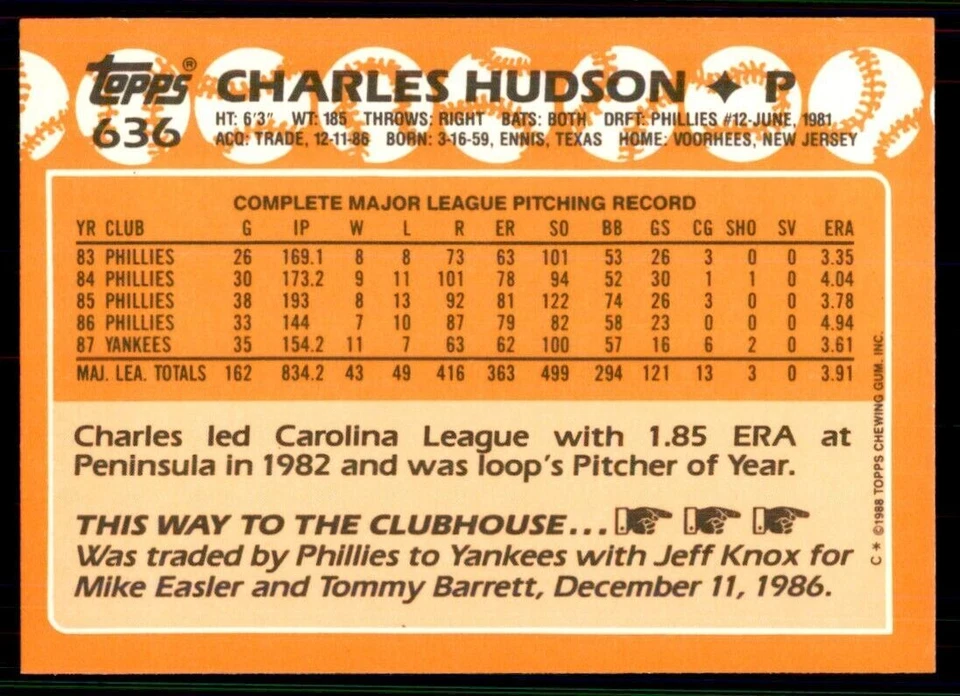 topps®
636
CHARLES HUDSON ✦ P
HT: 6'3" WT: 185 THROWS: RIGHT BATS: BOTH DRFT: PHILLIES #12-JUNE, 1981
ACQ: TRADE, 12-11-86 BORN: 3-16-59, ENNIS, TEXAS HOME: VOORHEES, NEW JERSEY
COMPLETE MAJOR LEAGUE PITCHING RECORD
YR CLUB G IP W L R ER SO BB GS CG SHO SV ERA
83 PHILLIES 26 169.1 8 8 73 63 101 53 26 3 0 0 3.35
84 PHILLIES 30 173.2 9 11 101 78 94 52 30 1 1 0 4.04
85 PHILLIES 38 193 8 13 92 81 122 74 26 3 0 0 3.78
86 PHILLIES 33 144 7 10 87 79 82 58 23 0 0 0 4.94
87 YANKEES 35 154.2 11 7 63 62 100 57 16 6 2 0 3.61
MAJ. LEA. TOTALS 162 834.2 43 49 416 363 499 294 121 13 3 0 3.91
Charles led Carolina League with 1.85 ERA at
Peninsula in 1982 and was loop's Pitcher of Year.
THIS WAY TO THE CLUBHOUSE...
Was traded by Phillies to Yankees with Jeff Knox for
Mike Easler and Tommy Barrett, December 11, 1986.
C * ©1988 TOPPS CHEWING GUM, INC.